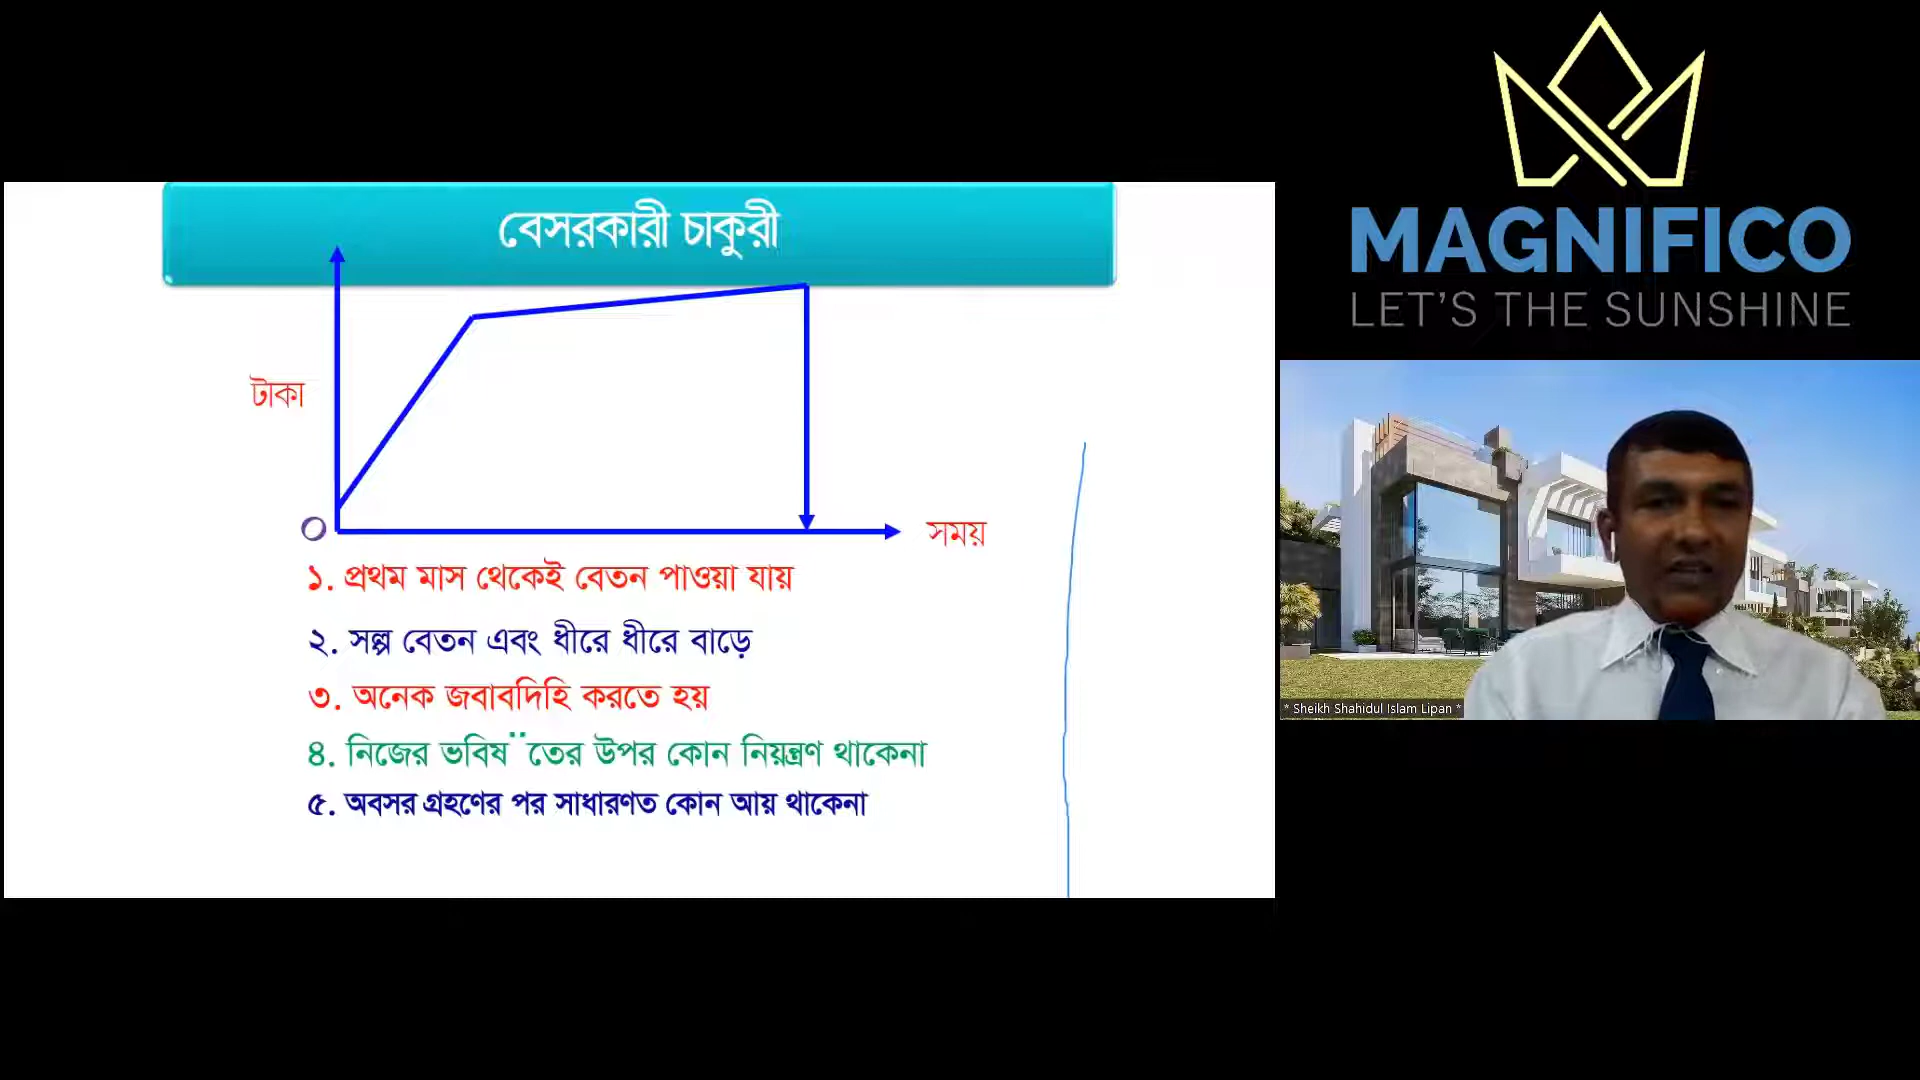 বেসরকারী চাকুরী
টাকা
০
সময়
১. প্রথম মাস থেকেই বেতন পাওয়া যায়
২. সল্প বেতন এবং ধীরে ধীরে বাড়ে
৩. অনেক জবাবদিহি করতে হয়
৪. নিজের ভবিষ¨তের উপর কোন নিয়ন্ত্রণ থাকেনা
৫. অবসর গ্রহণের পর সাধারণত কোন আয় থাকেনা
MAGNIFICO
LET'S THE SUNSHINE
* Sheikh Shahidul Islam Lipan *